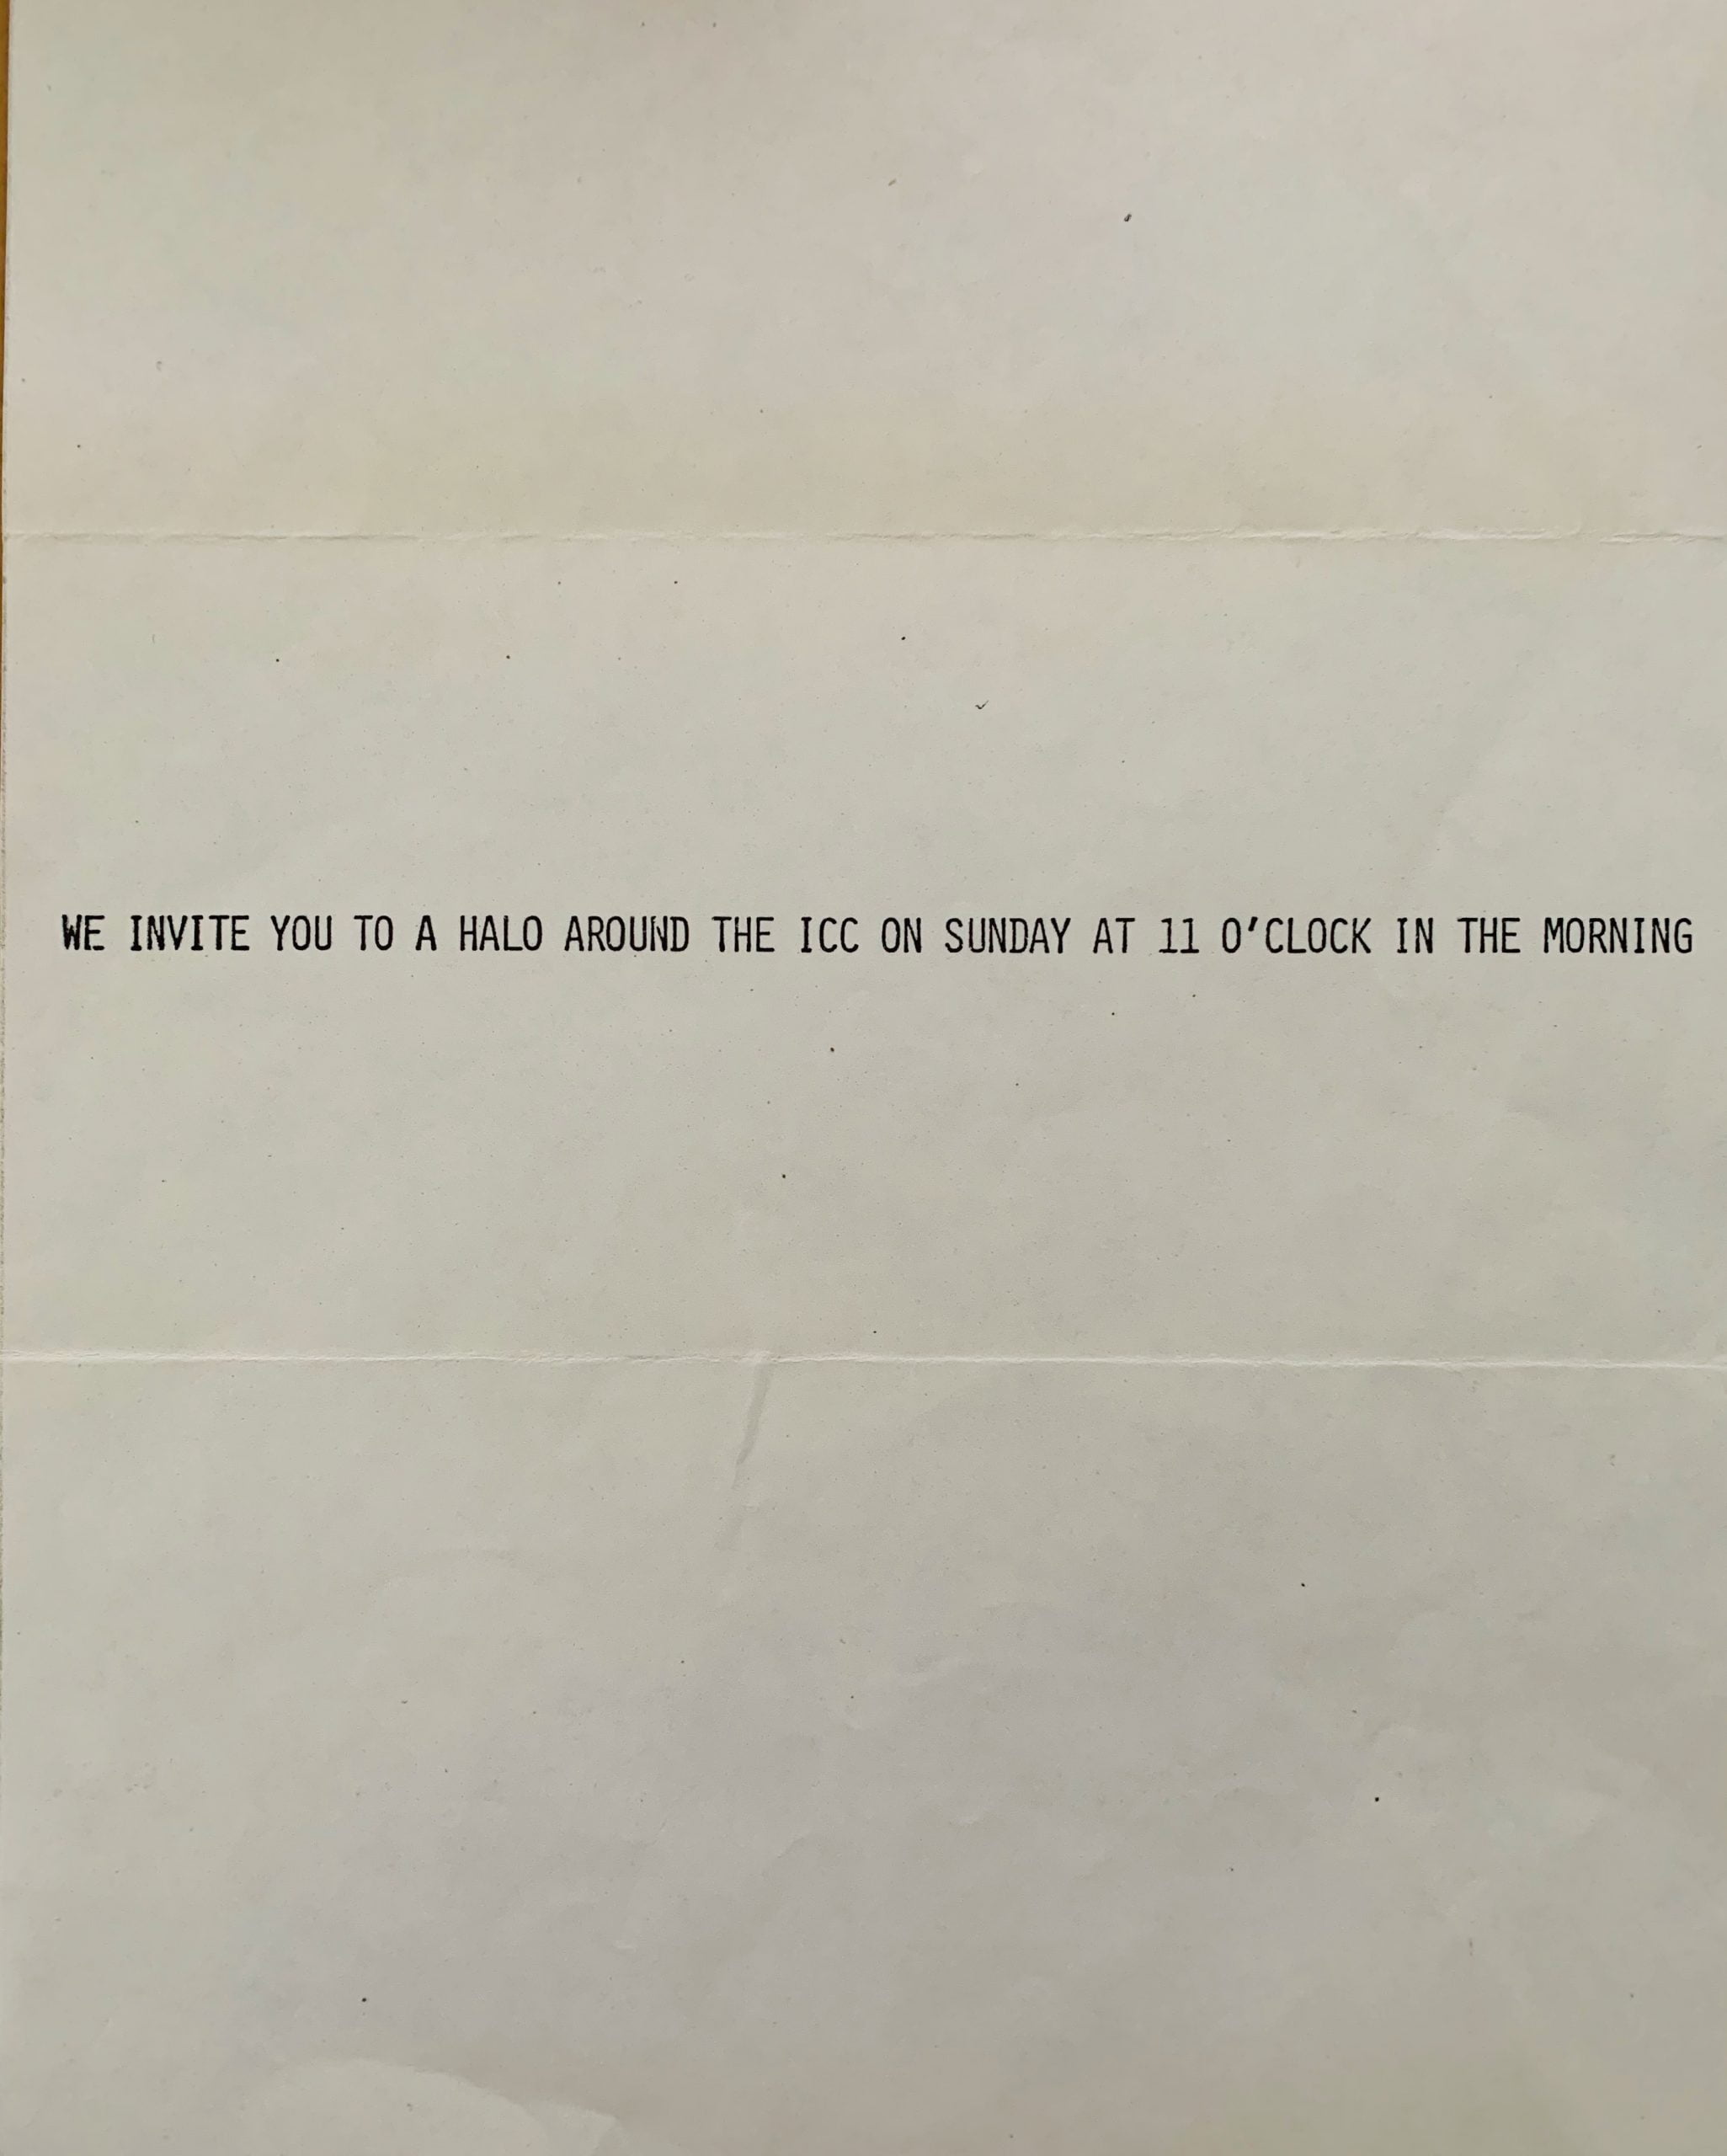 WE INVITE YOU TO A HALO AROUND THE ICC ON SUNDAY AT 11 O'CLOCK IN THE MORNING